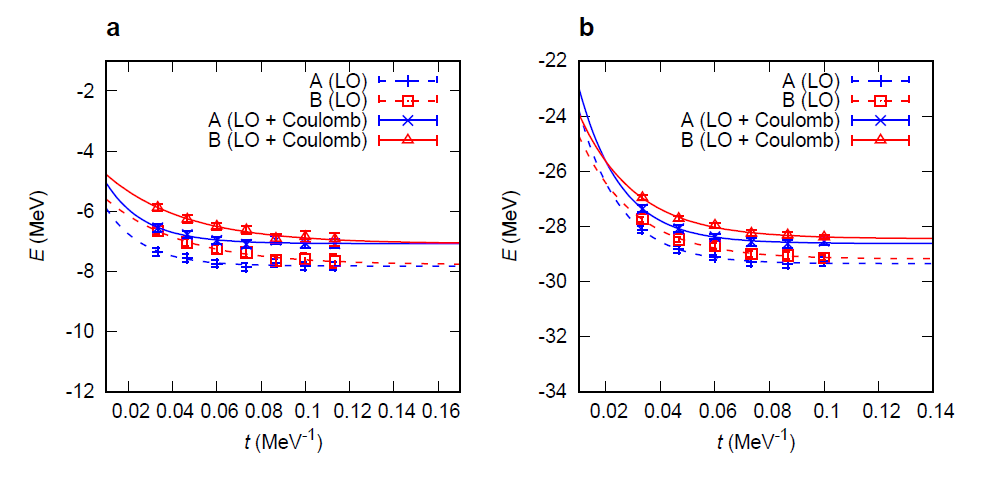 a
A (LO)
B (LO)
A (LO + Coulomb)
B (LO + Coulomb)
-2
-4
-6
-8
-10
-12
E (MeV)
0.02 0.04 0.06 0.08 0.1 0.12 0.14 0.16
t (MeV⁻¹)
b
A (LO)
B (LO)
A (LO + Coulomb)
B (LO + Coulomb)
-22
-24
-26
-28
-30
-32
-34
E (MeV)
0.02 0.04 0.06 0.08 0.1 0.12 0.14
t (MeV⁻¹)